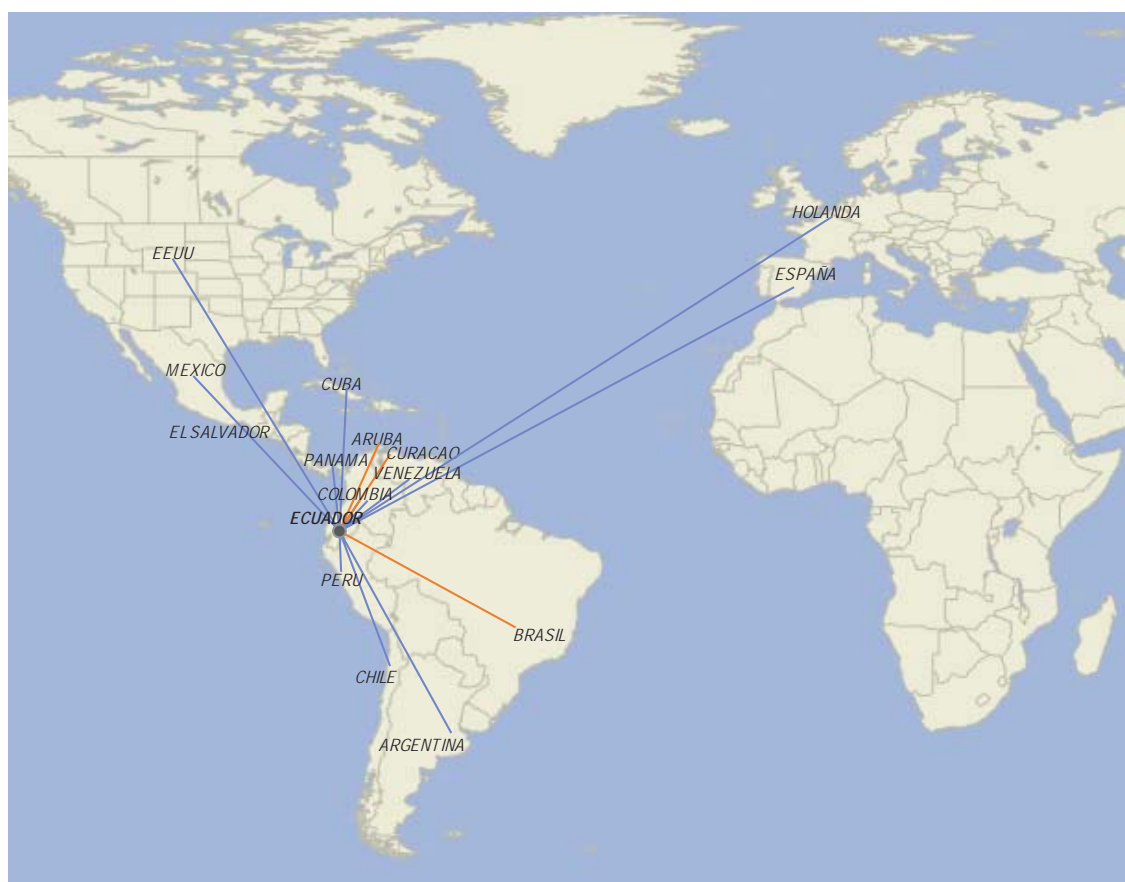 HOLANDA
EEUU
ESPAÑA
MEXICO
CUBA
EL SALVADOR
ARUBA
CURACAO
PANAMA
VENEZUELA
COLOMBIA
ECUADOR
PERU
BRASIL
CHILE
ARGENTINA